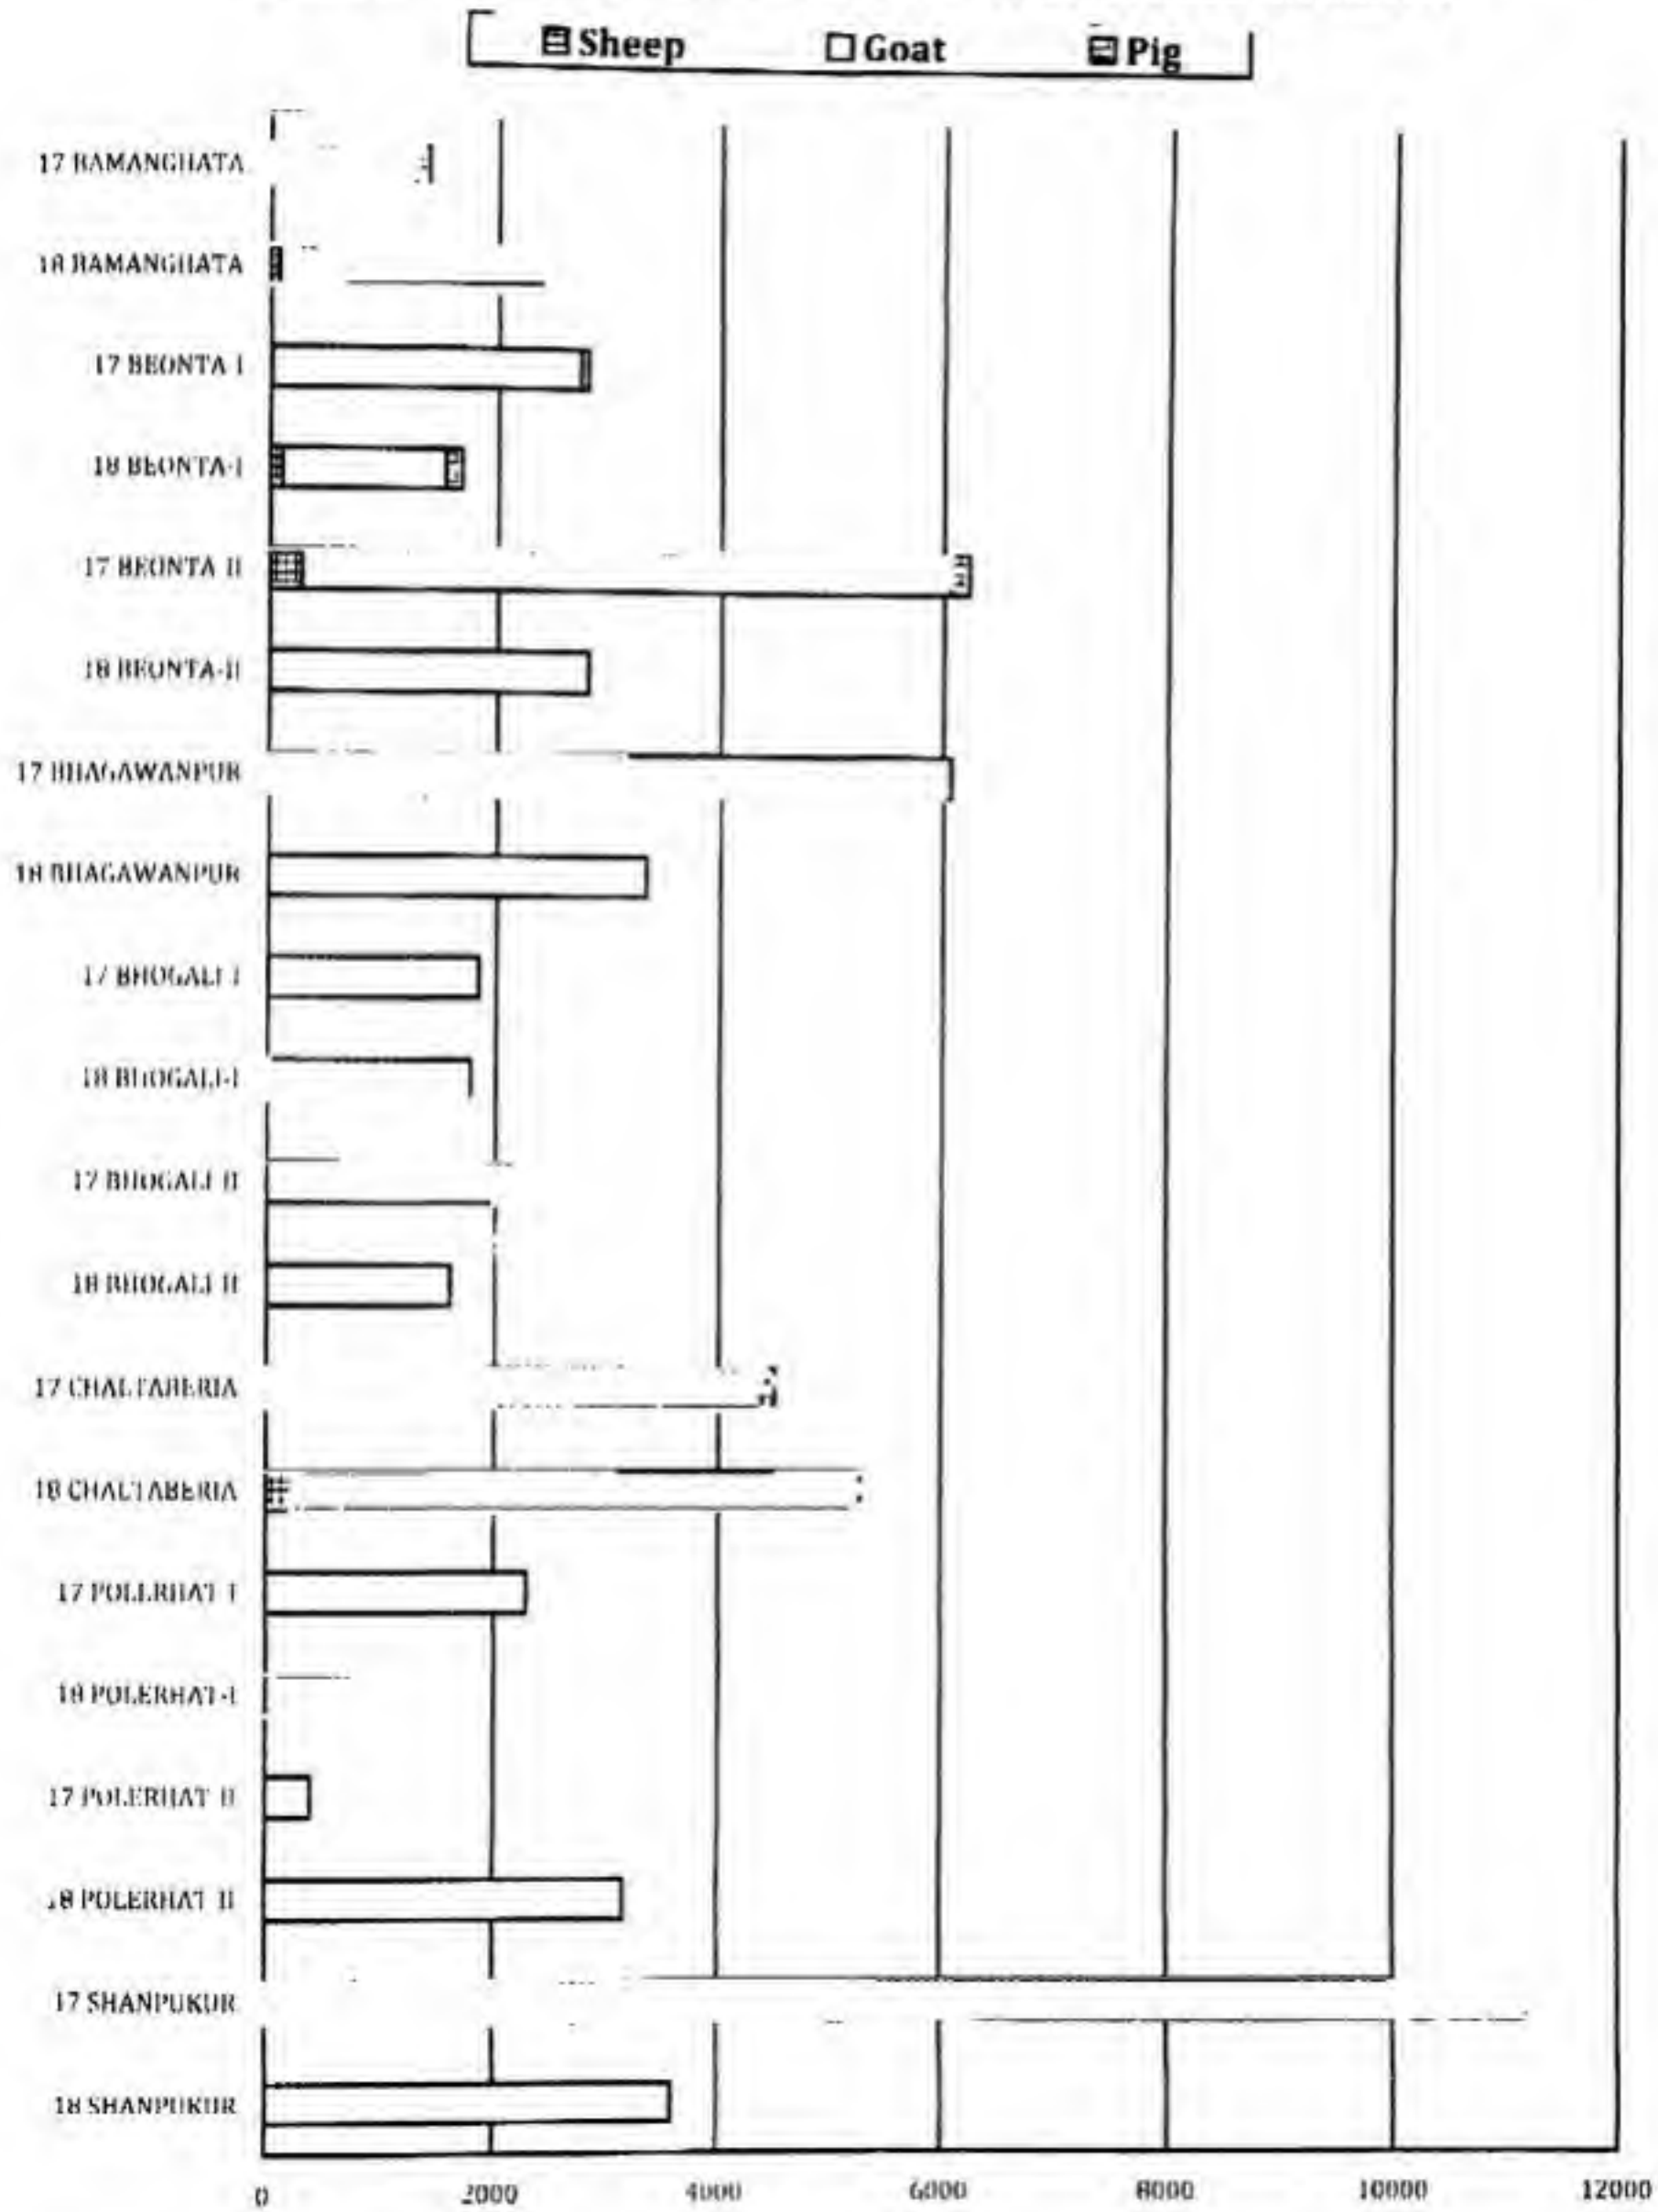 Sheep Goat Pig
17 BAMANGHATA
18 BAMANGHATA
17 BEONTA I
18 BEONTA-I
17 BEONTA II
18 BEONTA-II
17 BHAGAWANPUR
18 BHAGAWANPUR
17 BHOGALI I
18 BHOGALI-I
17 BHOGALI II
18 BHOGALI II
17 CHALTABERIA
18 CHALTABERIA
17 POLERHAT I
18 POLERHAT-I
17 POLERHAT II
18 POLERHAT II
17 SHANPUKUR
18 SHANPUKUR
0 2000 4000 6000 8000 10000 12000